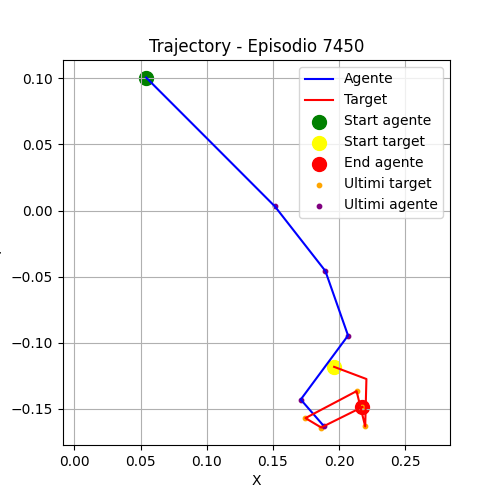 Trajectory - Episodio 7450
Agente
Target
Start agente
Start target
End agente
Ultimi target
Ultimi agente
0.10
0.05
0.00
−0.05
−0.10
−0.15
0.00
0.05
0.10
0.15
0.20
0.25
X